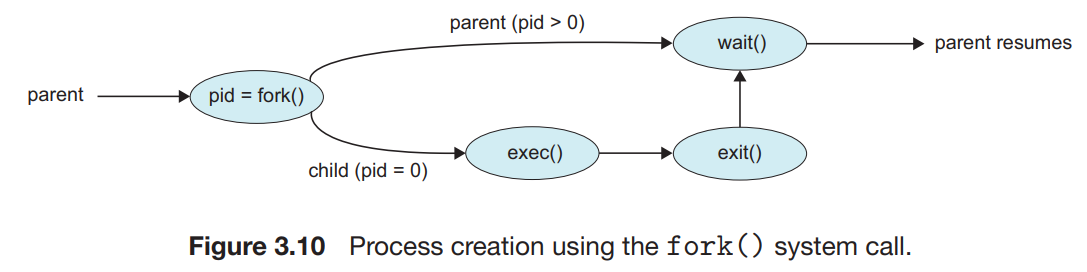 parent (pid > 0)
wait()
parent resumes
parent
pid = fork()
exec()
exit()
child (pid = 0)
Figure 3.10 Process creation using the fork() system call.